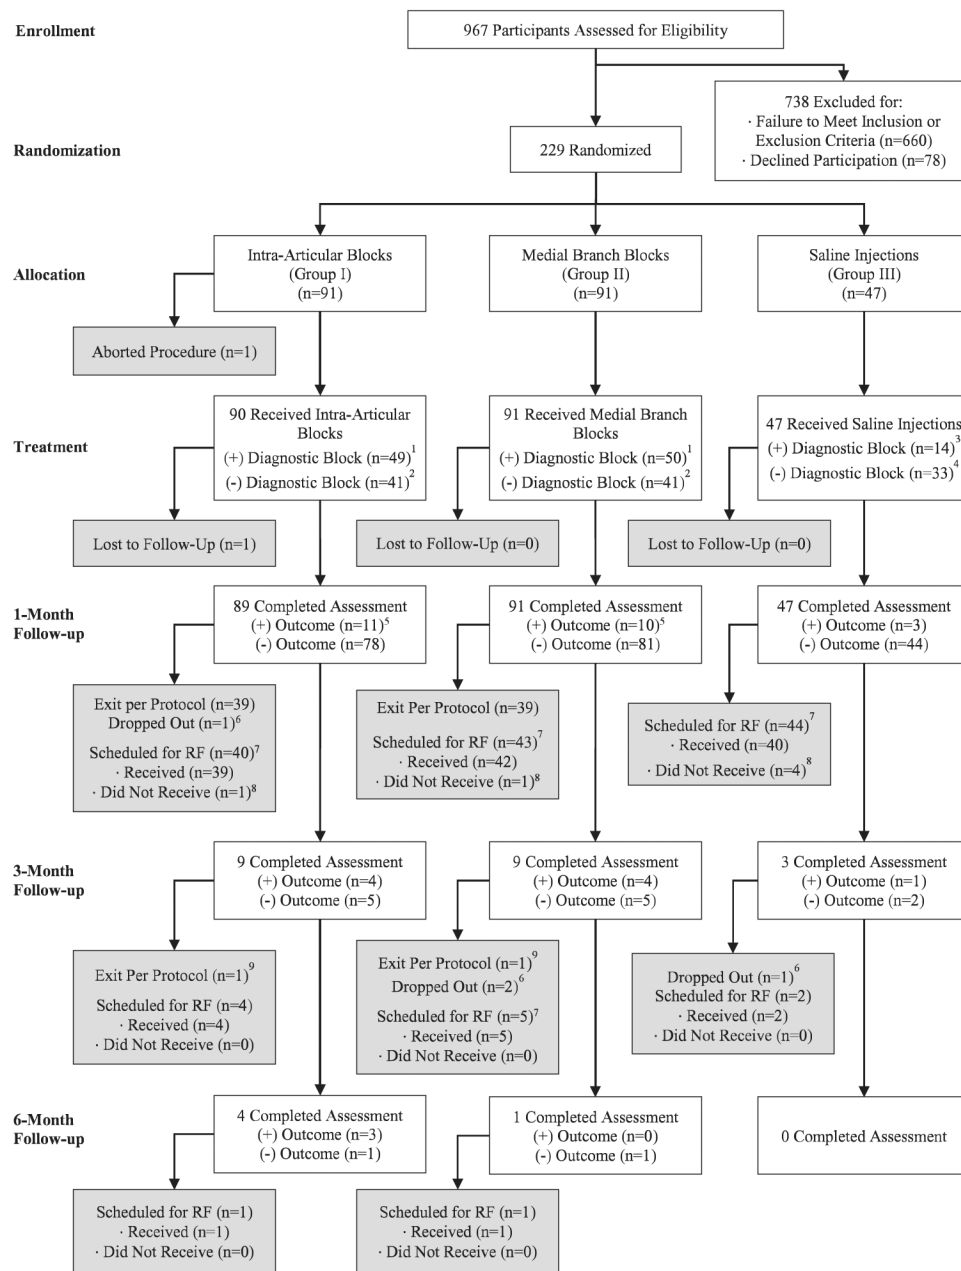 Enrollment
967 Participants Assessed for Eligibility
738 Excluded for:
· Failure to Meet Inclusion or
Exclusion Criteria (n=660)
· Declined Participation (n=78)
Randomization
229 Randomized
Allocation
Intra-Articular Blocks
(Group I)
(n=91)
Medial Branch Blocks
(Group II)
(n=91)
Saline Injections
(Group III)
(n=47)
Aborted Procedure (n=1)
Treatment
90 Received Intra-Articular
Blocks
(+) Diagnostic Block (n=49)¹
(-) Diagnostic Block (n=41)²
91 Received Medial Branch
Blocks
(+) Diagnostic Block (n=50)¹
(-) Diagnostic Block (n=41)²
47 Received Saline Injections
(+) Diagnostic Block (n=14)³
(-) Diagnostic Block (n=33)⁴
Lost to Follow-Up (n=1)
Lost to Follow-Up (n=0)
Lost to Follow-Up (n=0)
1-Month
Follow-up
89 Completed Assessment
(+) Outcome (n=11)⁵
(-) Outcome (n=78)
91 Completed Assessment
(+) Outcome (n=10)⁵
(-) Outcome (n=81)
47 Completed Assessment
(+) Outcome (n=3)
(-) Outcome (n=44)
Exit per Protocol (n=39)
Dropped Out (n=1)⁶
Scheduled for RF (n=40)⁷
· Received (n=39)
· Did Not Receive (n=1)⁸
Exit Per Protocol (n=39)
Scheduled for RF (n=43)⁷
· Received (n=42)
· Did Not Receive (n=1)⁸
Scheduled for RF (n=44)⁷
· Received (n=40)
· Did Not Receive (n=4)⁸
3-Month
Follow-up
9 Completed Assessment
(+) Outcome (n=4)
(-) Outcome (n=5)
9 Completed Assessment
(+) Outcome (n=4)
(-) Outcome (n=5)
3 Completed Assessment
(+) Outcome (n=1)
(-) Outcome (n=2)
Exit Per Protocol (n=1)⁹
Scheduled for RF (n=4)
· Received (n=4)
· Did Not Receive (n=0)
Exit Per Protocol (n=1)⁹
Dropped Out (n=2)⁶
Scheduled for RF (n=5)⁷
· Received (n=5)
· Did Not Receive (n=0)
Dropped Out (n=1)⁶
Scheduled for RF (n=2)
· Received (n=2)
· Did Not Receive (n=0)
6-Month
Follow-up
4 Completed Assessment
(+) Outcome (n=3)
(-) Outcome (n=1)
1 Completed Assessment
(+) Outcome (n=0)
(-) Outcome (n=1)
0 Completed Assessment
Scheduled for RF (n=1)
· Received (n=1)
· Did Not Receive (n=0)
Scheduled for RF (n=1)
· Received (n=1)
· Did Not Receive (n=0)